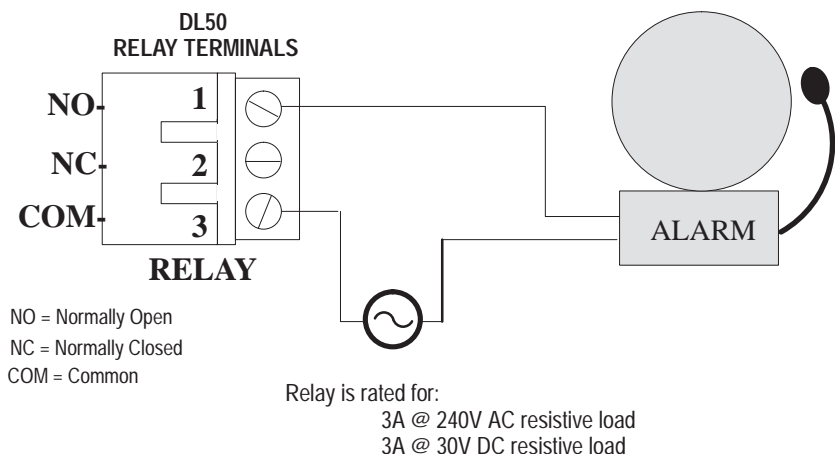 DL50
RELAY TERMINALS
NO
1
NC
2
COM
3
RELAY
ALARM
NO = Normally Open
NC = Normally Closed
COM = Common
Relay is rated for:
3A @ 240V AC resistive load
3A @ 30V DC resistive load